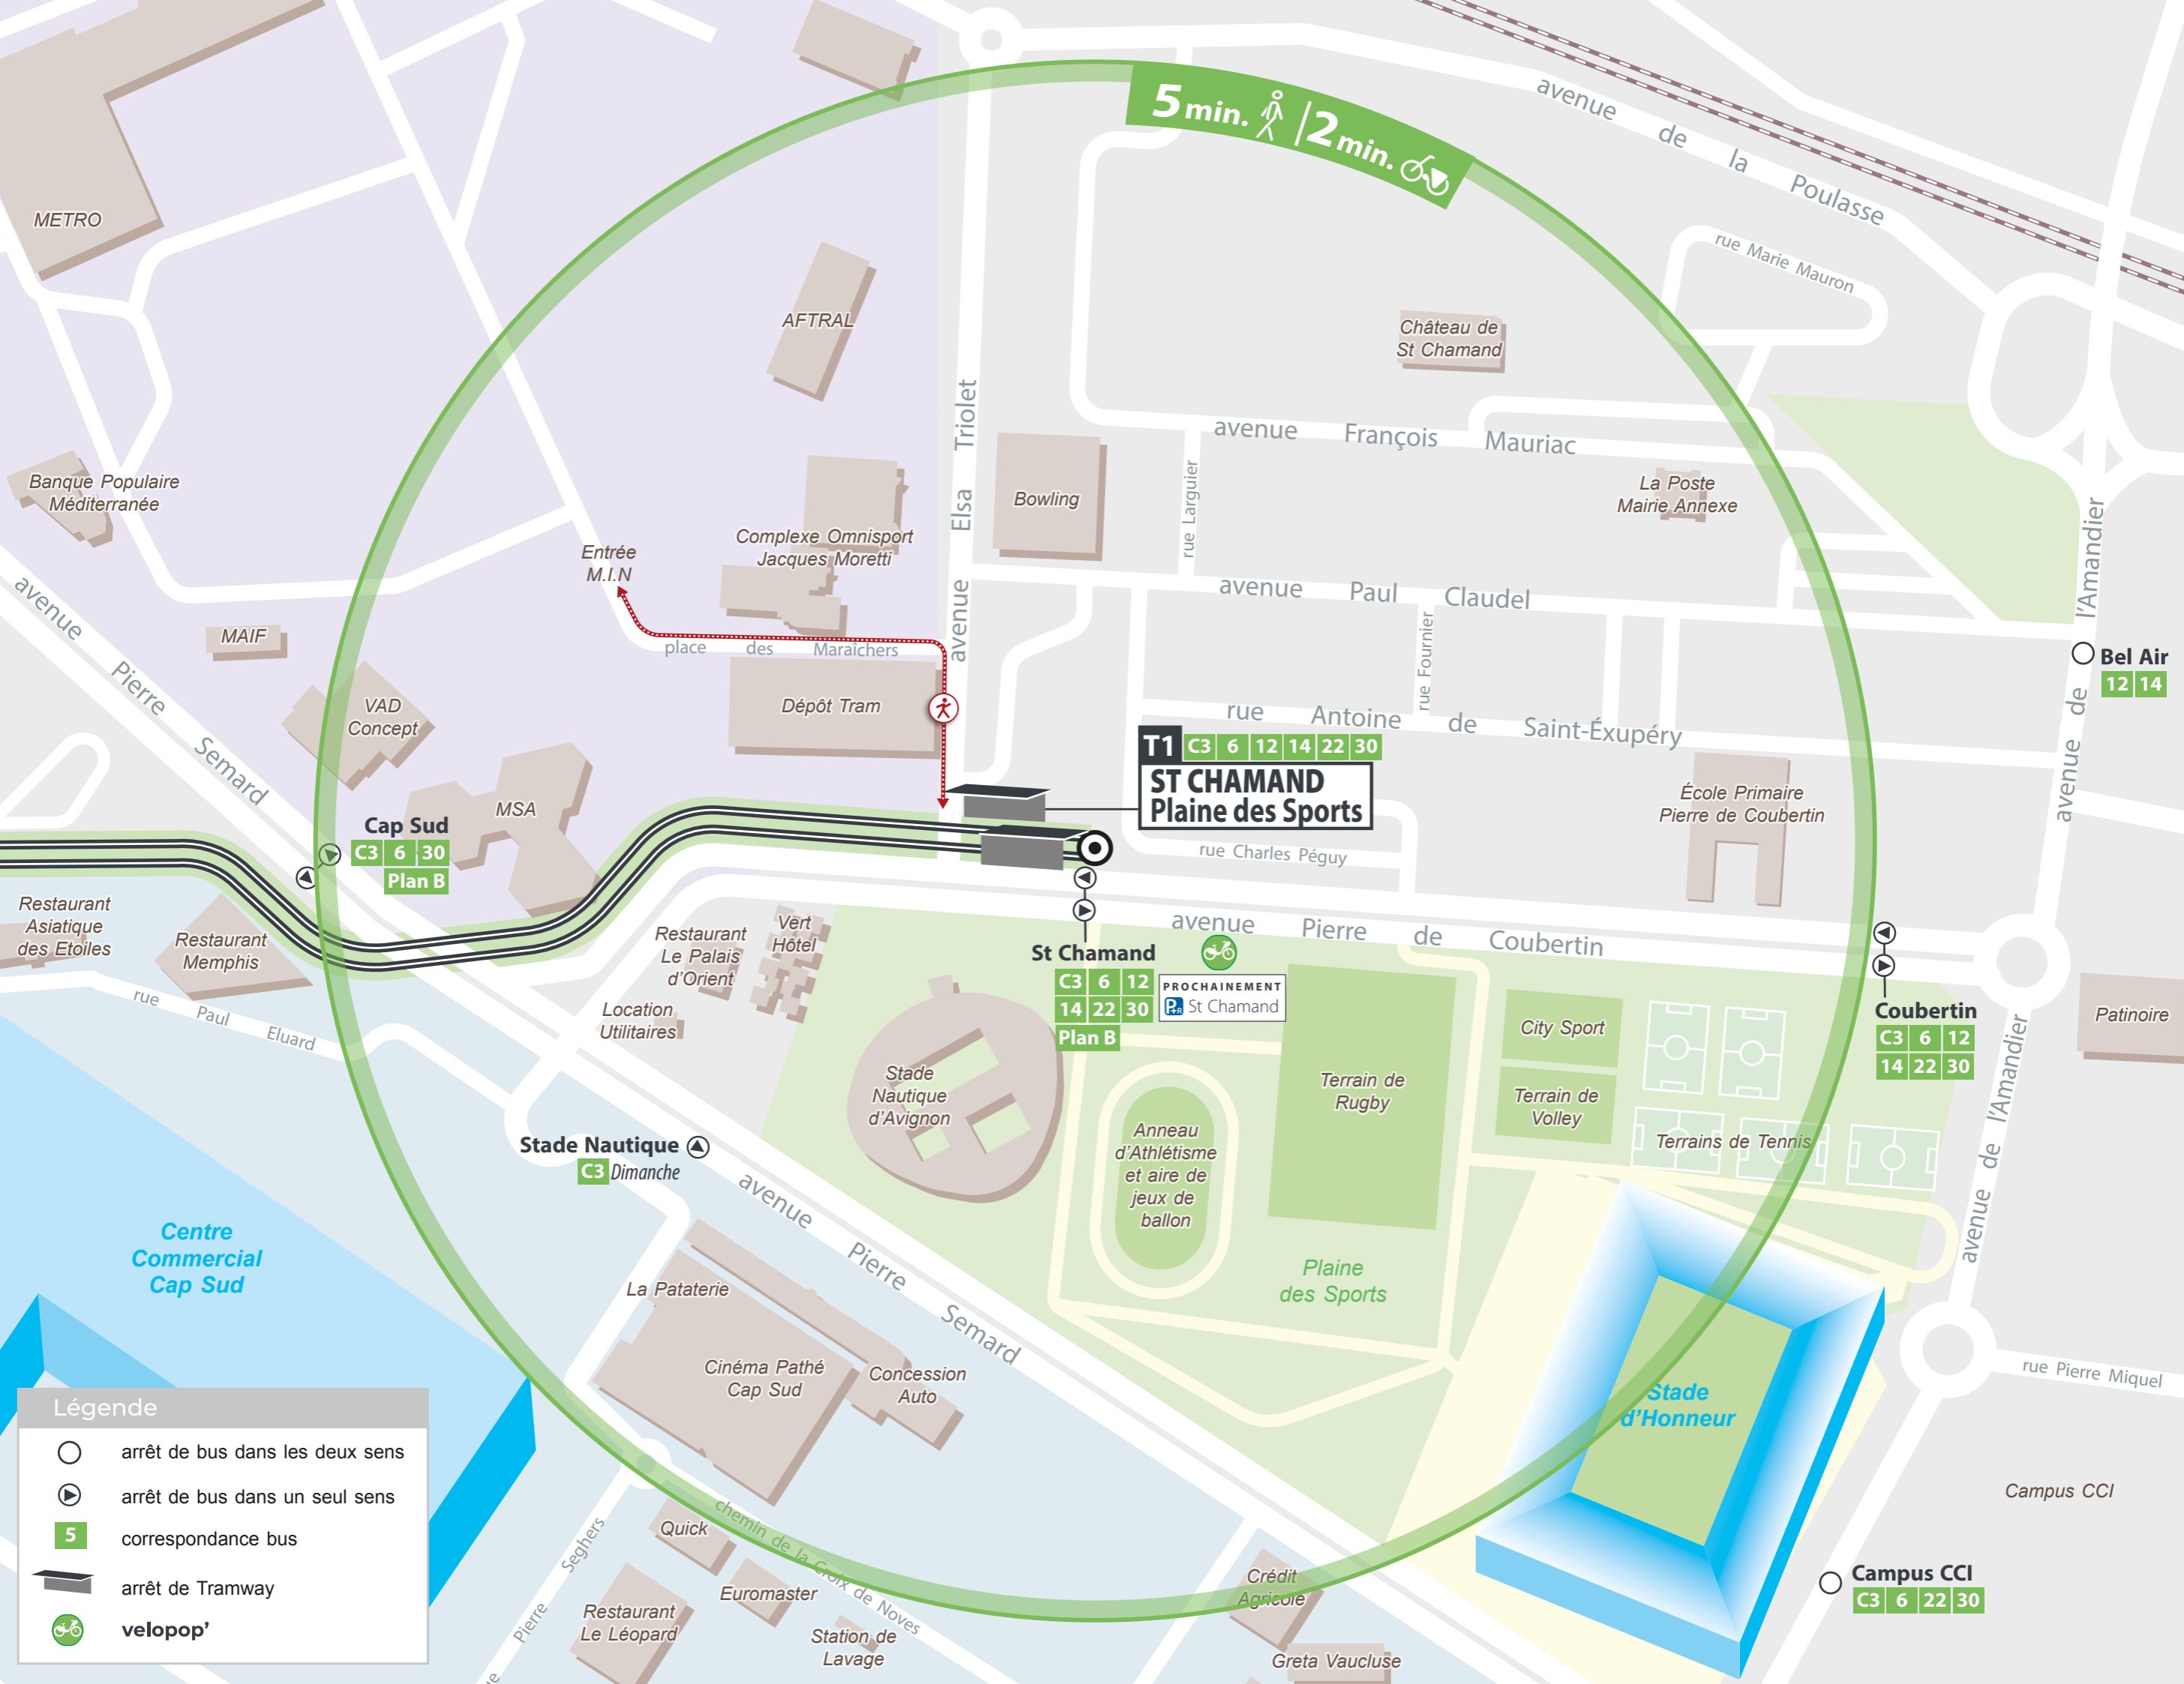 5 min. / 2 min.
avenue de la Poulasse
rue Marie Mauron
METRO
AFTRAL
Château de
St Chamand
avenue Elsa Triolet
avenue François Mauriac
Bowling
rue Larguier
La Poste
Mairie Annexe
Banque Populaire
Méditerranée
Complexe Omnisport
Jacques Moretti
Entrée
M.I.N
avenue Paul Claudel
rue Fournier
avenue de l'Amandier
place des Maraîchers
MAIF
Bel Air
12 14
avenue Pierre Semard
VAD
Concept
Dépôt Tram
rue Antoine de Saint-Éxupéry
T1 C3 6 12 14 22 30
ST CHAMAND
Plaine des Sports
MSA
École Primaire
Pierre de Coubertin
Cap Sud
C3 6 30
Plan B
rue Charles Péguy
Restaurant
Asiatique
des Etoiles
Restaurant
Memphis
Restaurant
Le Palais
d'Orient
Vert
Hôtel
avenue Pierre de Coubertin
St Chamand
C3 6 12
14 22 30
Plan B
PROCHAINEMENT
P+R St Chamand
Location
Utilitaires
rue Paul Eluard
City Sport
Coubertin
C3 6 12
14 22 30
Patinoire
Stade
Nautique
d'Avignon
Terrain de
Rugby
Terrain de
Volley
Terrains de Tennis
avenue de l'Amandier
Anneau
d'Athlétisme
et aire de
jeux de
ballon
Stade Nautique
C3 Dimanche
avenue Pierre Semard
Centre
Commercial
Cap Sud
Plaine
des Sports
La Pataterie
Cinéma Pathé
Cap Sud
Concession
Auto
rue Pierre Miquel
Stade
d'Honneur
Campus CCI
Légende
arrêt de bus dans les deux sens
arrêt de bus dans un seul sens
5 correspondance bus
arrêt de Tramway
velopop'
Quick
chemin de la Croix de Noves
Pierre Seghers
Euromaster
Restaurant
Le Léopard
Station de
Lavage
Crédit
Agricole
Greta Vaucluse
Campus CCI
C3 6 22 30